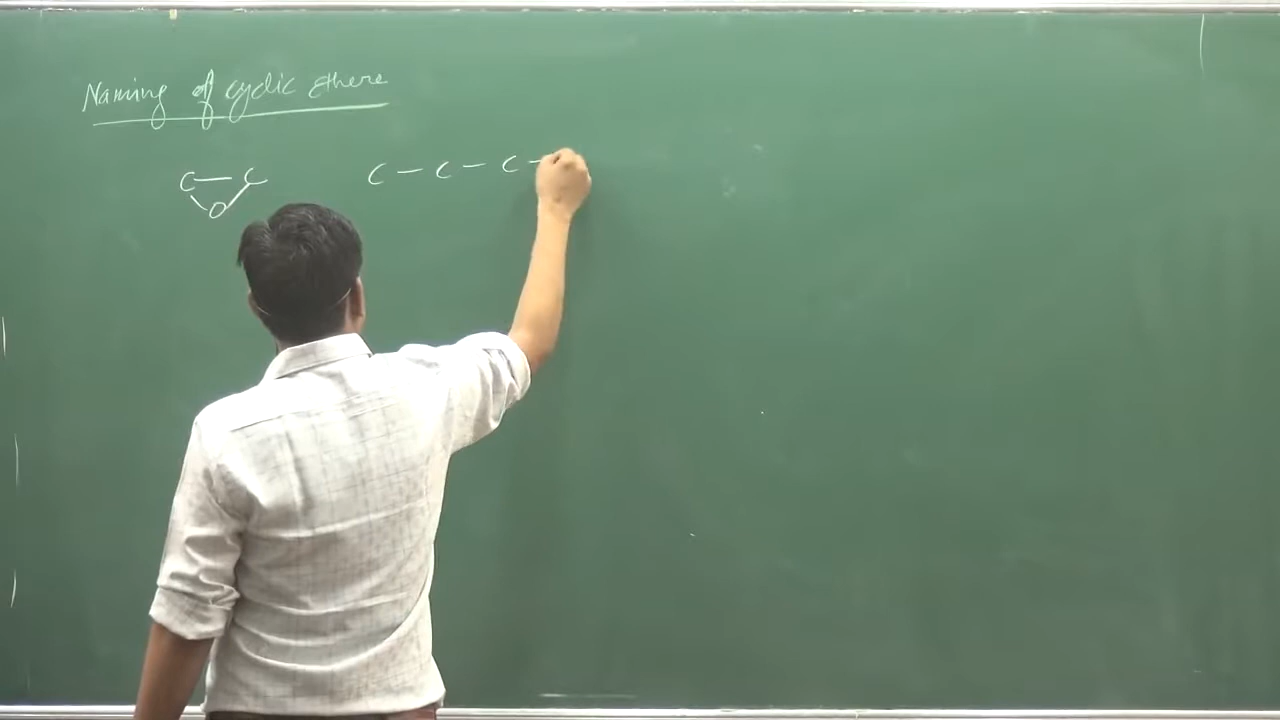 Naming of cyclic Ethers
C — C C — C — C —
O